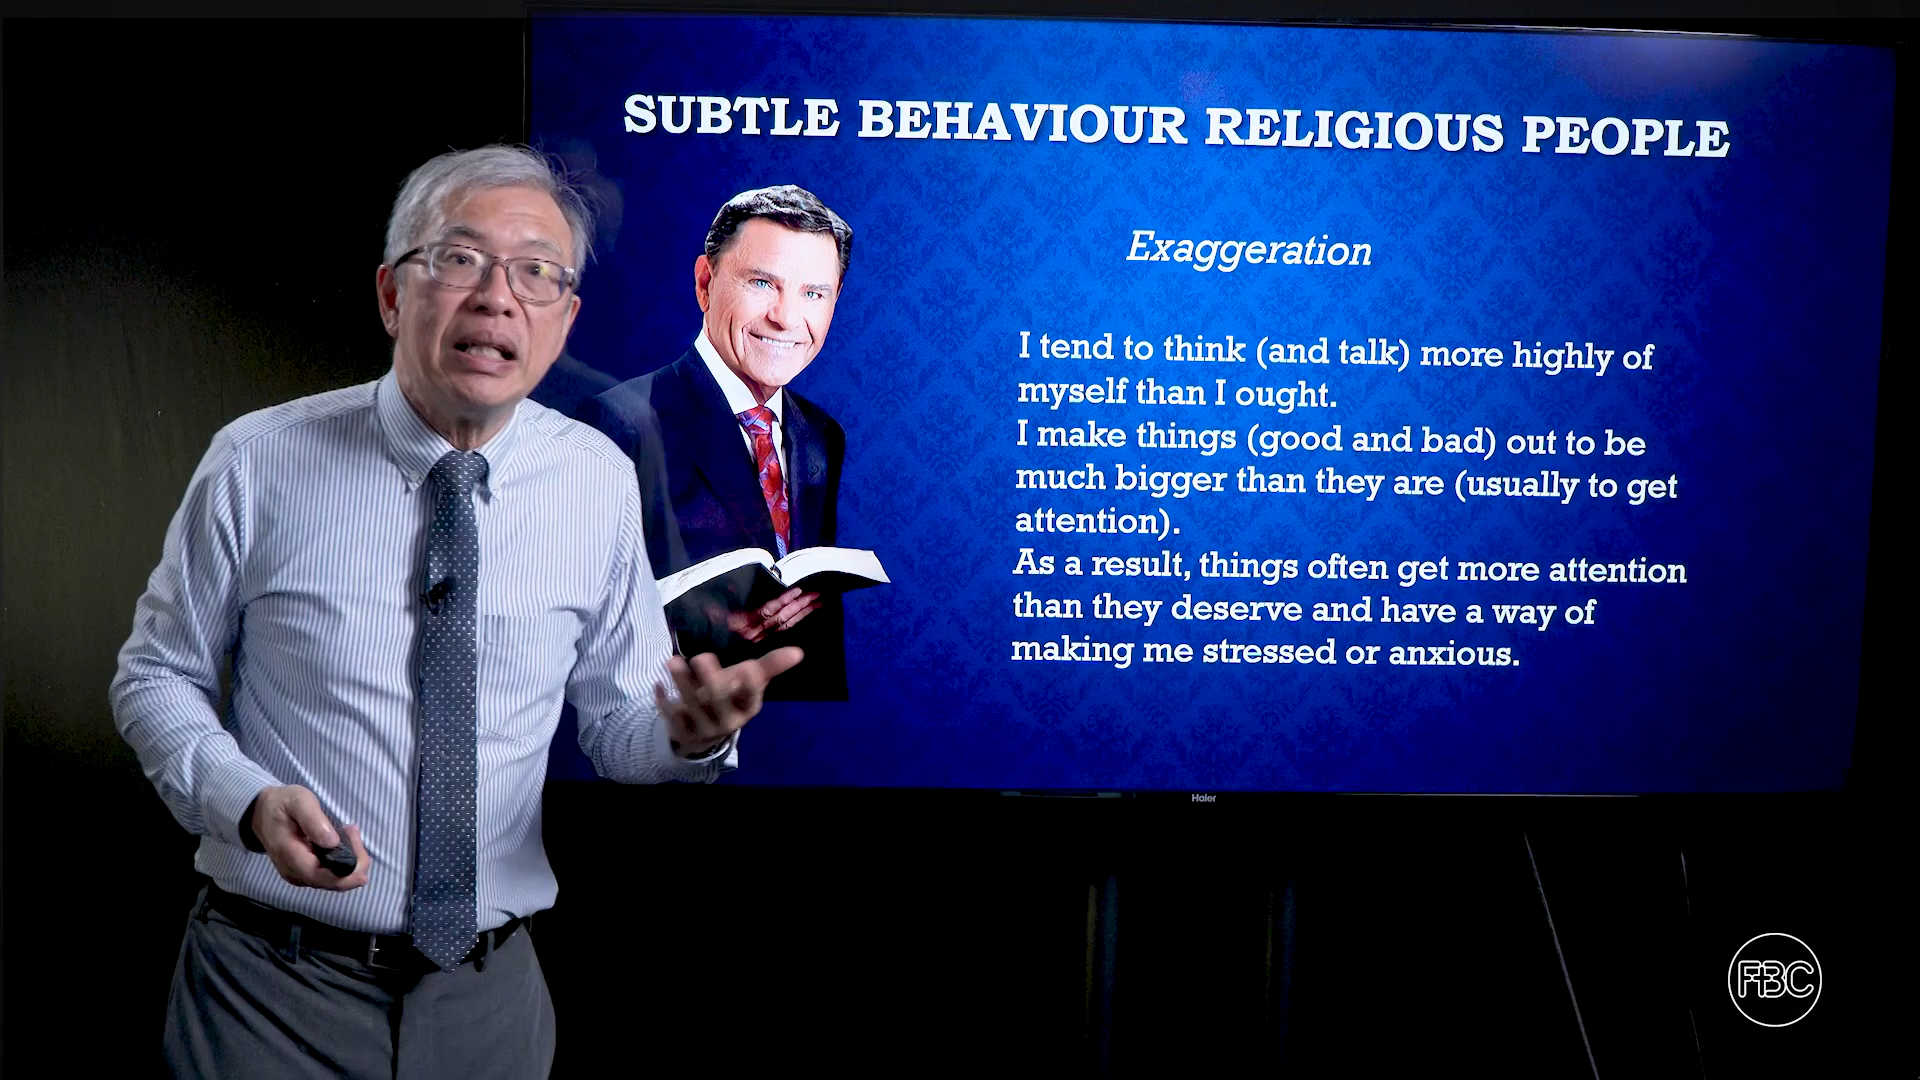 SUBTLE BEHAVIOUR RELIGIOUS PEOPLE
Exaggeration
I tend to think (and talk) more highly of
myself than I ought.
I make things (good and bad) out to be
much bigger than they are (usually to get
attention).
As a result, things often get more attention
than they deserve and have a way of
making me stressed or anxious.
Haier
FBC